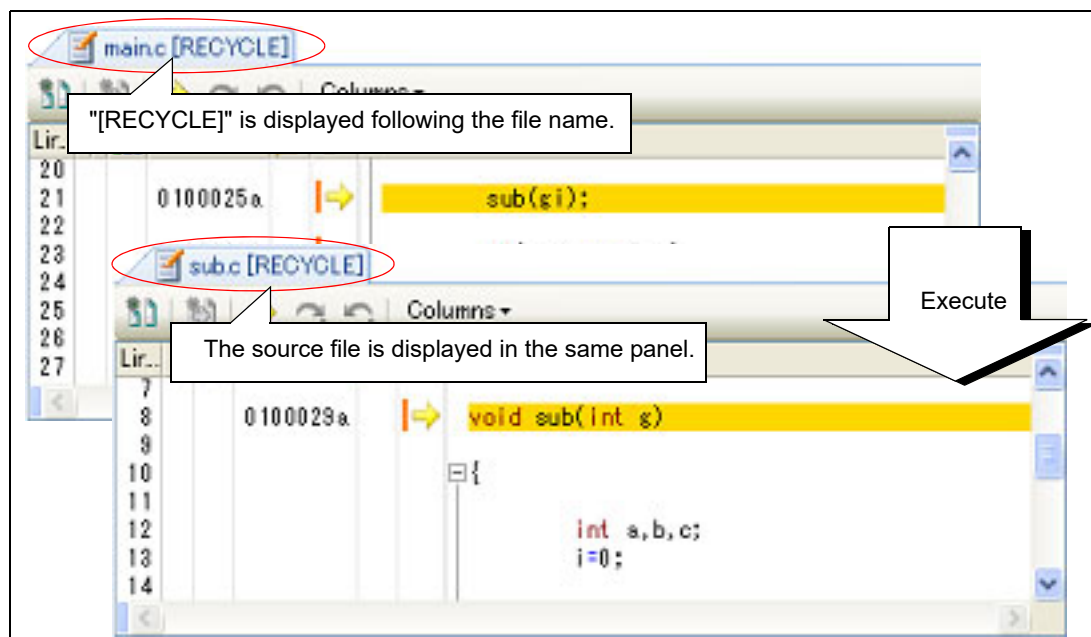 main.c [RECYCLE]
"[RECYCLE]" is displayed following the file name.
Lir...
20
21 0100025a sub(gi);
22
23
24
25
26
27
Execute
sub.c [RECYCLE]
Columns
The source file is displayed in the same panel.
Lir...
7
8 0100029a void sub(int g)
9
10 {
11
12 int a,b,c;
13 i=0;
14